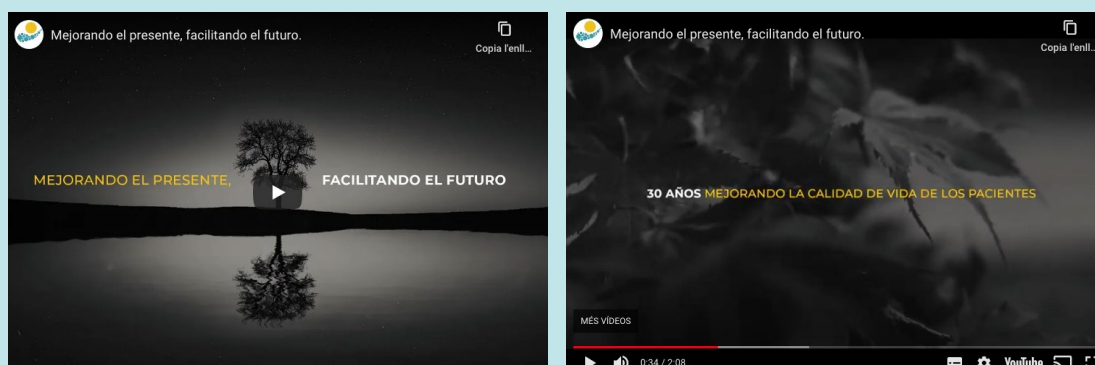 Mejorando el presente, facilitando el futuro.
Copia l'enll...
MEJORANDO EL PRESENTE, FACILITANDO EL FUTURO
Mejorando el presente, facilitando el futuro.
Copia l'enll...
30 AÑOS MEJORANDO LA CALIDAD DE VIDA DE LOS PACIENTES
MÉS VÍDEOS
0:34 / 2:08 YouTube